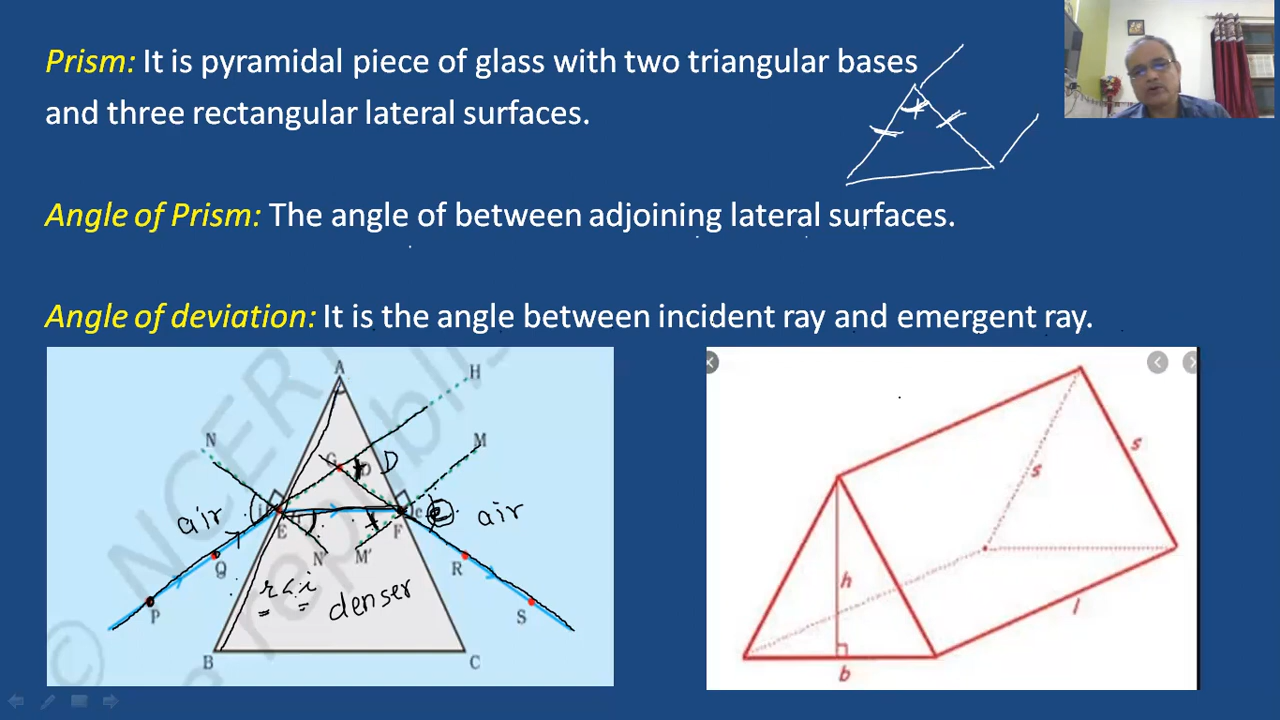 Prism: It is pyramidal piece of glass with two triangular bases
and three rectangular lateral surfaces.
Angle of Prism: The angle of between adjoining lateral surfaces.
Angle of deviation: It is the angle between incident ray and emergent ray.
A
H
N
M
G
D
D
air
i
air
E
r
F
e
e
N'
M'
Q
R
P
r < i
denser
S
B
C
© NCERT
republis
s
s
h
l
b